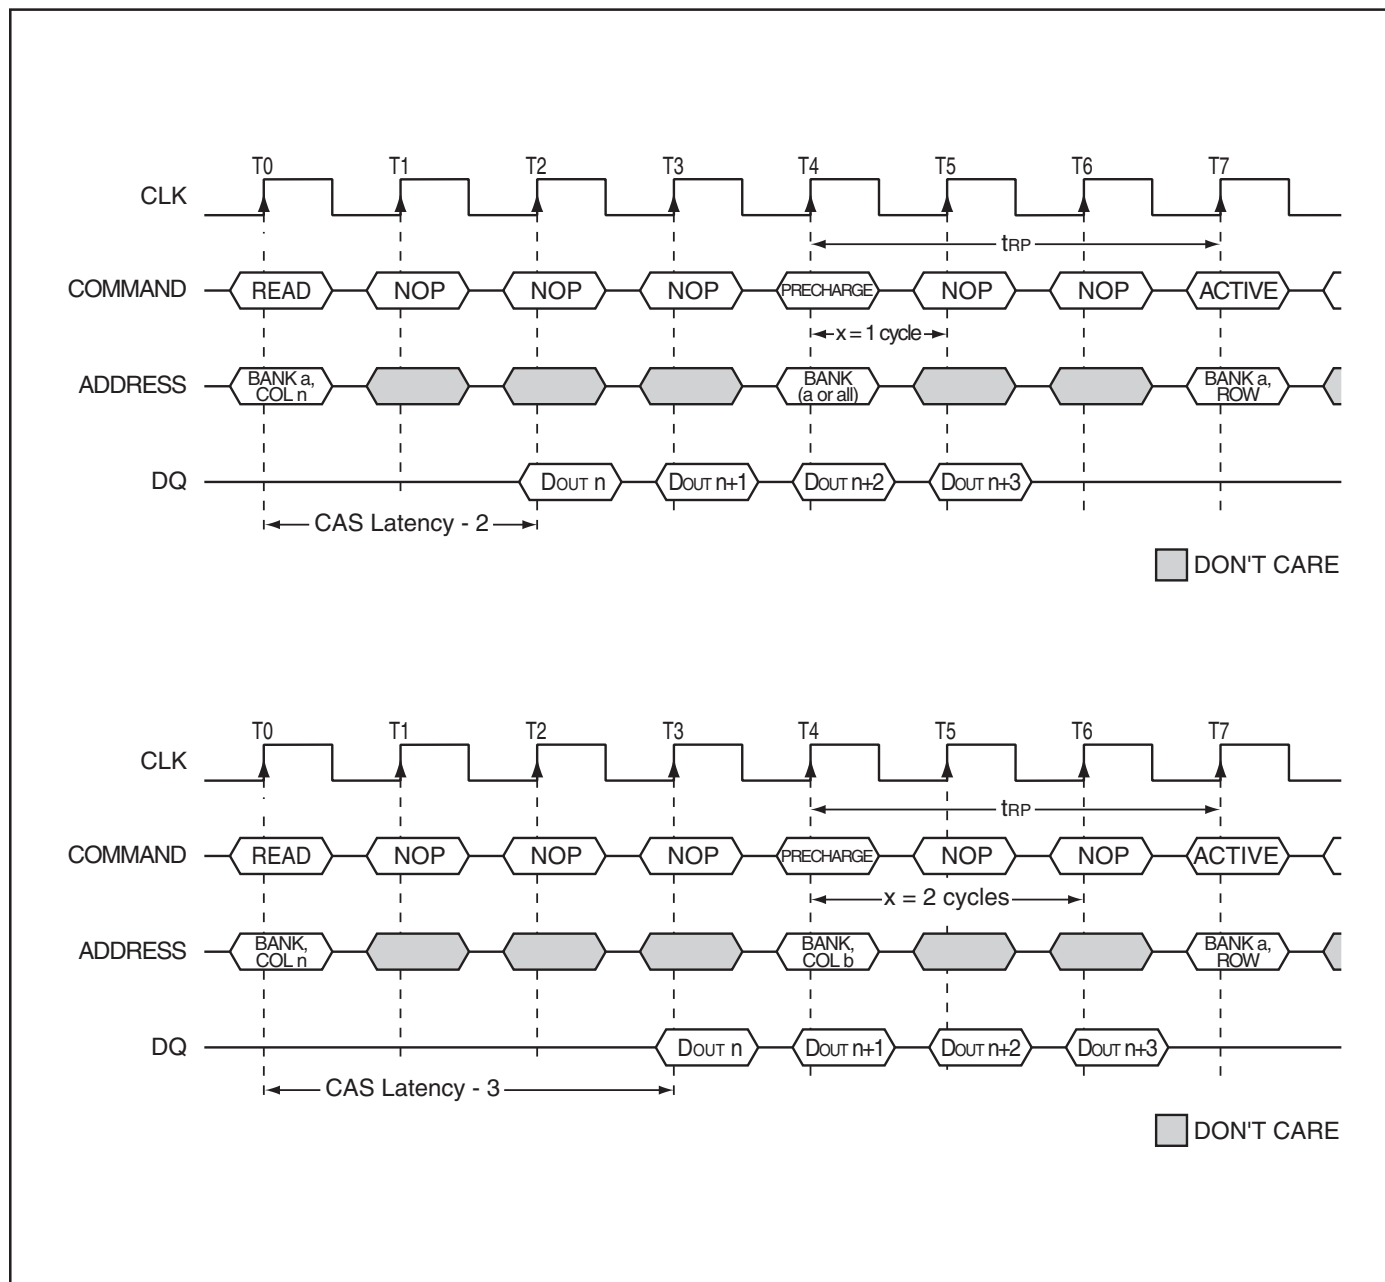 T0 T1 T2 T3 T4 T5 T6 T7
CLK
tRP
COMMAND READ NOP NOP NOP PRECHARGE NOP NOP ACTIVE
x = 1 cycle
ADDRESS BANK a, COL n BANK (a or all) BANK a, ROW
DQ DOUT n DOUT n+1 DOUT n+2 DOUT n+3
CAS Latency - 2
DON'T CARE
T0 T1 T2 T3 T4 T5 T6 T7
CLK
tRP
COMMAND READ NOP NOP NOP PRECHARGE NOP NOP ACTIVE
x = 2 cycles
ADDRESS BANK, COL n BANK, COL b BANK a, ROW
DQ DOUT n DOUT n+1 DOUT n+2 DOUT n+3
CAS Latency - 3
DON'T CARE